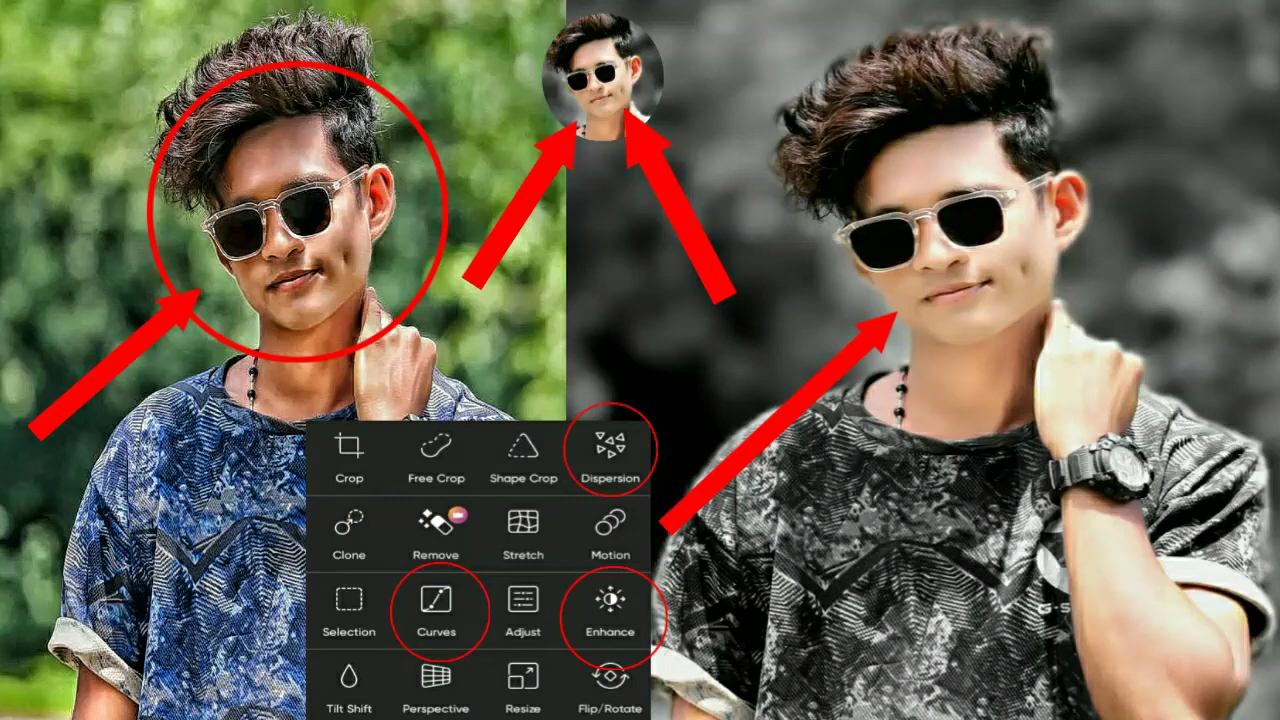 Crop Free Crop Shape Crop Dispersion
Clone Remove Stretch Motion
Selection Curves Adjust Enhance
Tilt Shift Perspective Resize Flip/Rotate
G-S